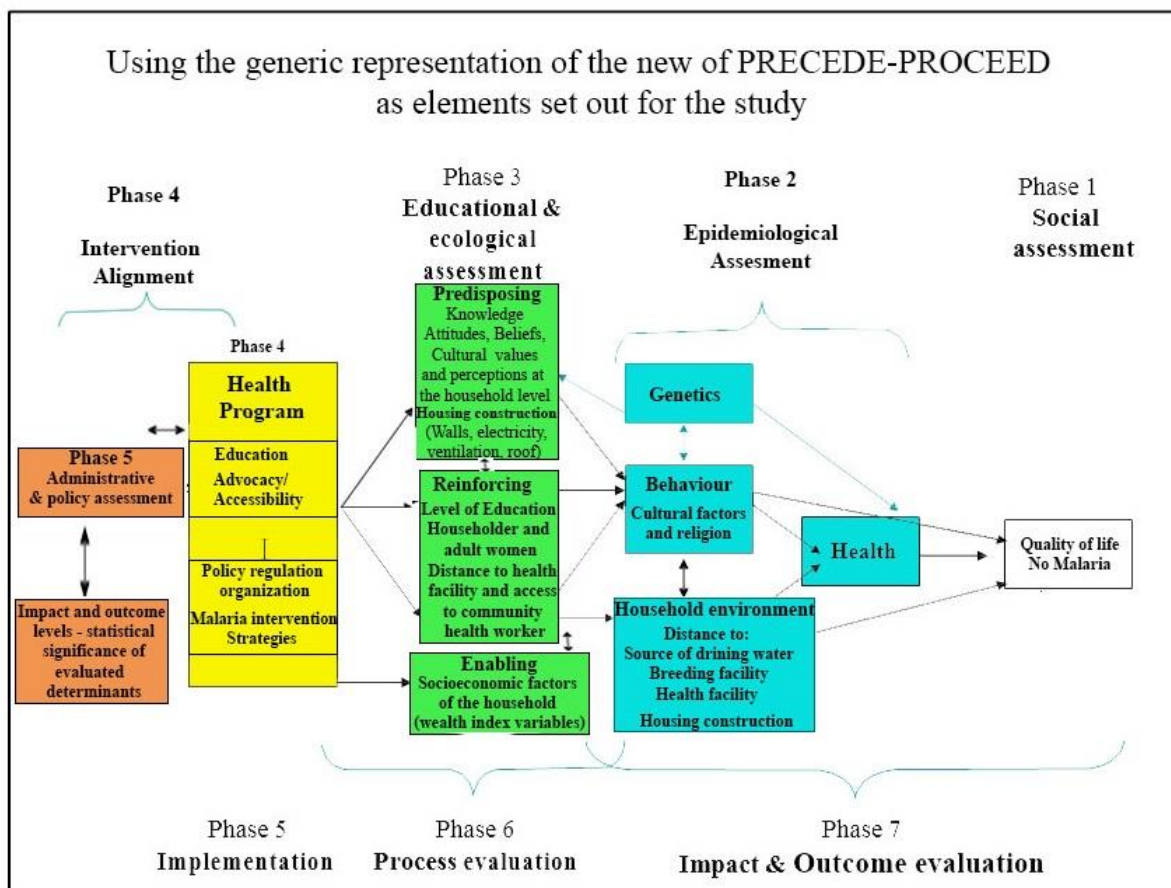 Using the generic representation of the new of PRECEDE-PROCEED
as elements set out for the study
Phase 4
Intervention
Alignment
Phase 3
Educational &
ecological
assessment
Phase 2
Epidemiological
Assesment
Phase 1
Social
assessment
Phase 5
Administrative
& policy assessment
Impact and outcome
levels - statistical
significance of
evaluated
determinants
Phase 4
Health
Program
Education
Advocacy/
Accessibility
Policy regulation
organization
Malaria intervention
Strategies
Predisposing
Knowledge
Attitudes, Beliefs,
Cultural values
and perceptions at
the household level
Housing construction
(Walls, electricity,
ventilation, roof)
Reinforcing
Level of Education
Householder and
adult women
Distance to health
facility and access
to community
health worker
Enabling
Socioeconomic factors
of the household
(wealth index variables)
Genetics
Behaviour
Cultural factors
and religion
Household environment
Distance to:
Source of drining water
Breeding facility
Health facility
Housing construction
Health
Quality of life
No Malaria
Phase 5
Implementation
Phase 6
Process evaluation
Phase 7
Impact & Outcome evaluation